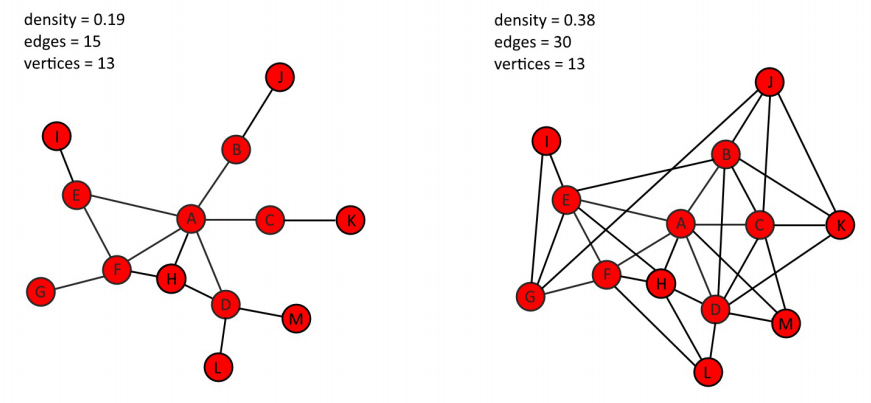 density = 0.19
edges = 15
vertices = 13
J
I
B
E
A
C
K
F
H
G
D
M
L
density = 0.38
edges = 30
vertices = 13
J
I
B
E
A
C
K
F
H
G
D
M
L